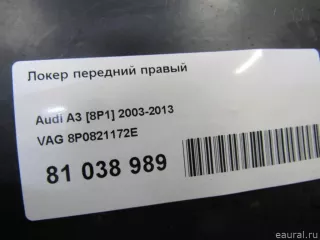 Локер передний правый
Audi A3 [8P1] 2003-2013
VAG 8P0821172E
81 038 989
eaural.ru